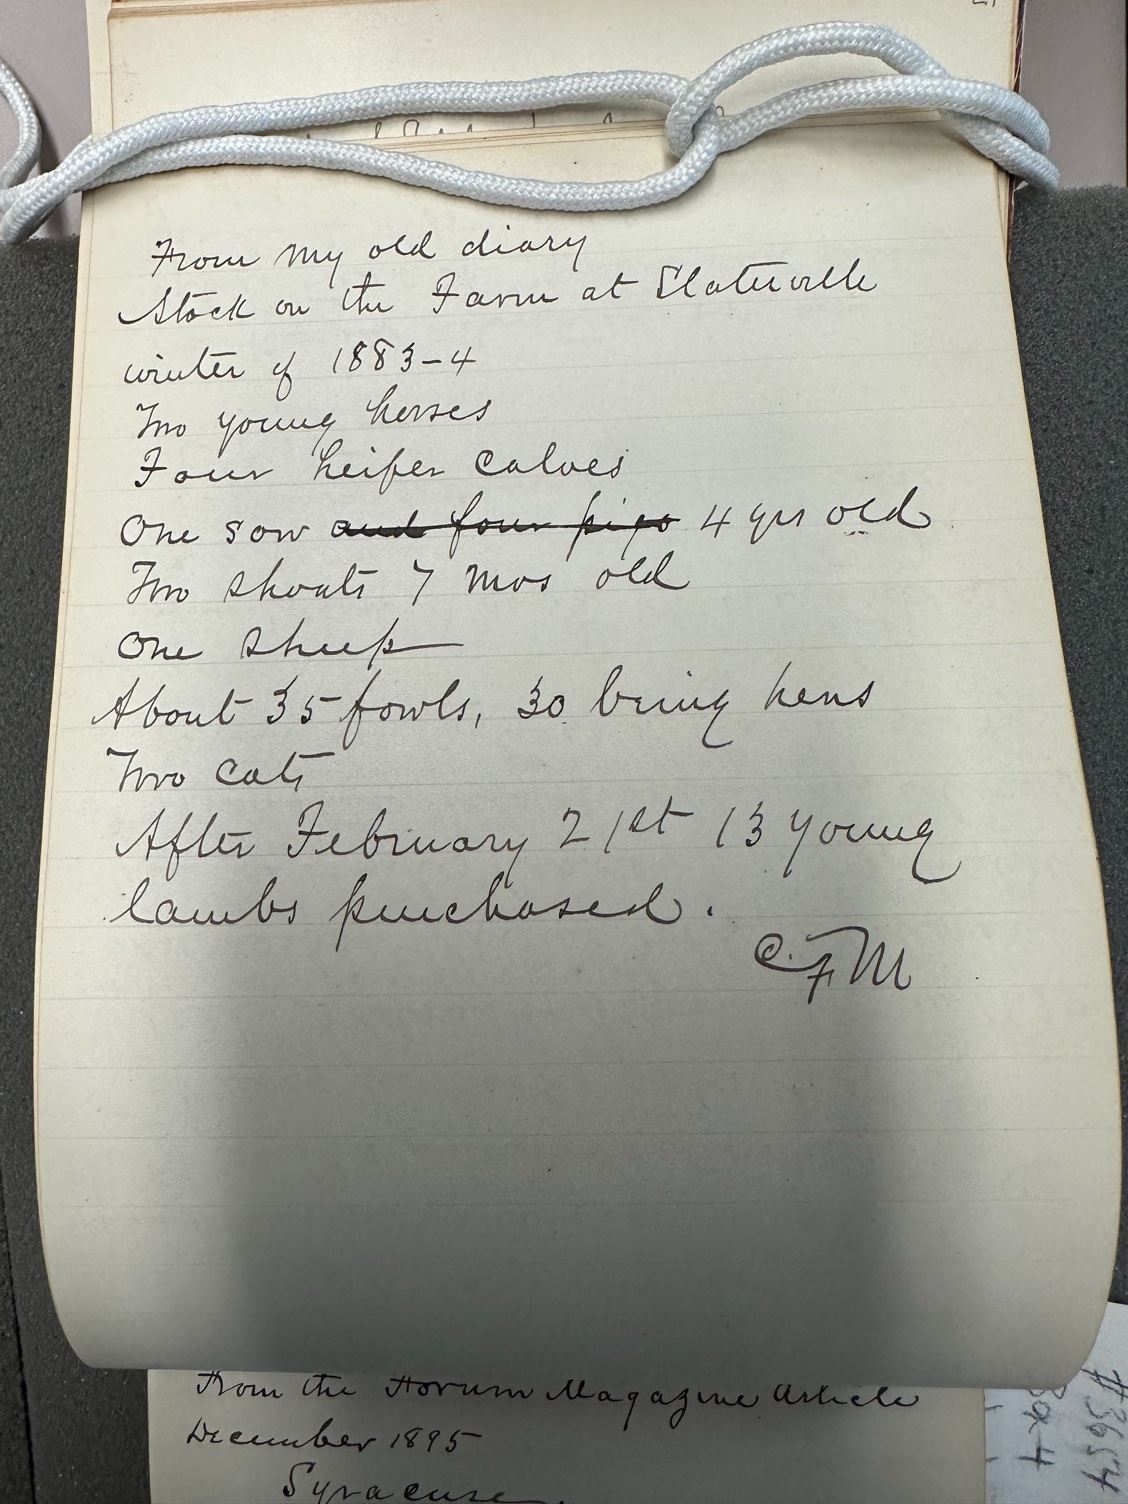 From my old diary
Stock on the Farm at Slaterville
winter of 1883-4
Two young horses
Four heifer calves
One sow and four pigs 4 yrs old
Two shoats 7 mos old
One sheep
About 35 fowls, 30 being hens
Two cats
After February 21st 13 young
lambs purchased.
C.F.M
From the Forum Magazine Article
December 1895
Syracuse
#3654
Box 4